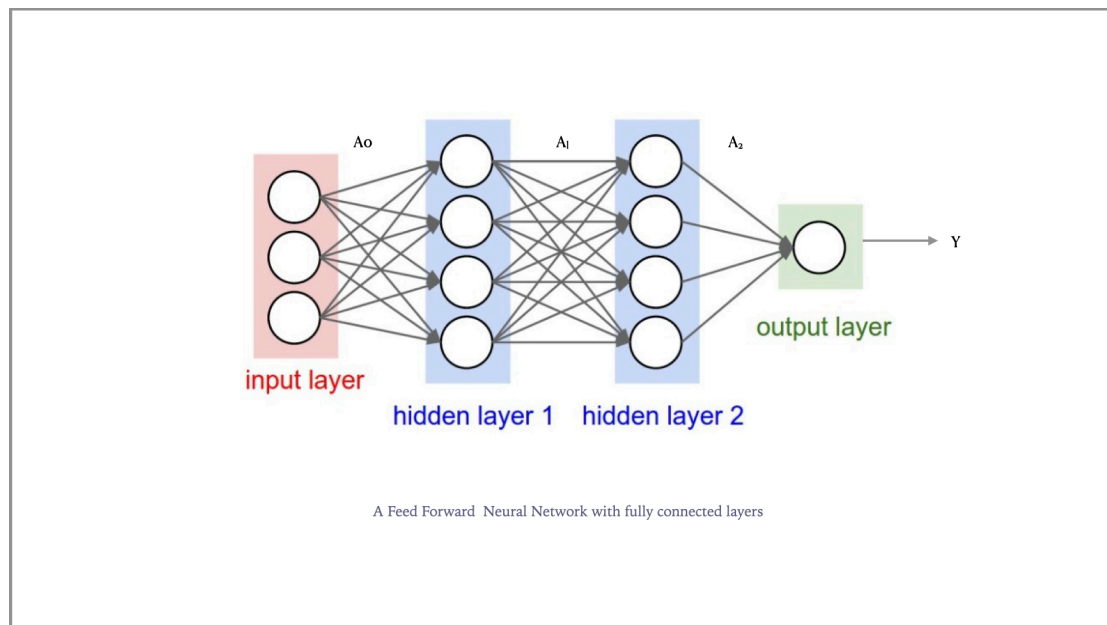 A0 A₁ A₂
Y
output layer
input layer
hidden layer 1 hidden layer 2
A Feed Forward Neural Network with fully connected layers